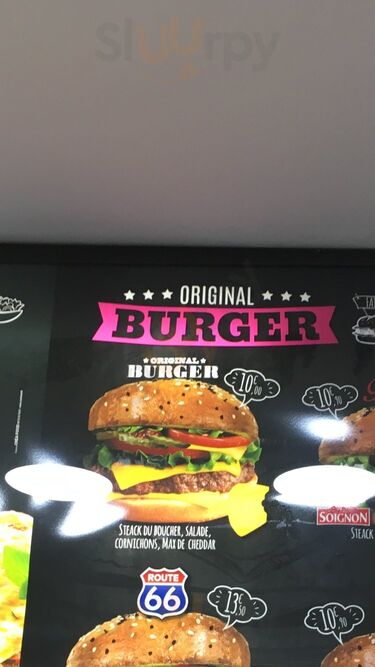 Sluurpy
★ ★ ★ ORIGINAL ★ ★ ★
BURGER
★ ORIGINAL ★
BURGER
10€,00
10€,90
STEACK DU BOUCHER, SALADE,
CORNICHONS, MAX DE CHEDDAR
SOIGNON
STEACK
ROUTE
66
13€,50
10€,90